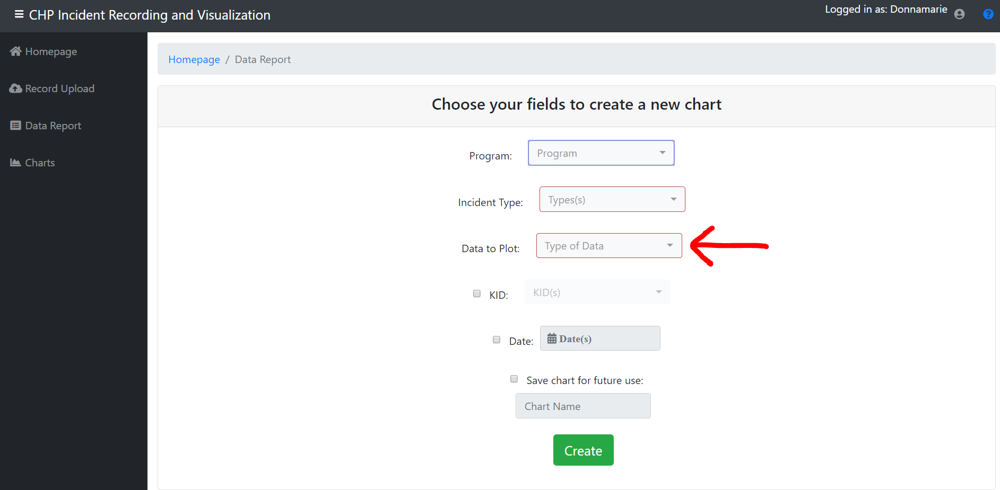 CHP Incident Recording and Visualization
Logged in as: Donnamarie
Homepage
Record Upload
Data Report
Charts
Homepage / Data Report
Choose your fields to create a new chart
Program: Program
Incident Type: Types(s)
Data to Plot: Type of Data
KID: KID(s)
Date: Date(s)
Save chart for future use:
Chart Name
Create